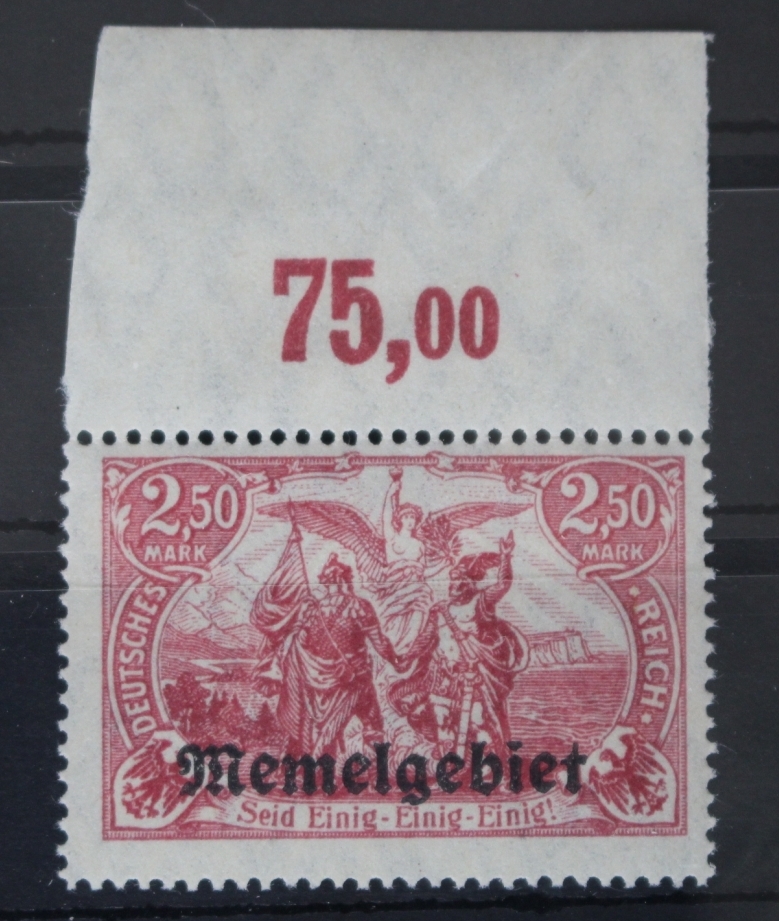 75,00
2,50 2,50
MARK MARK
DEUTSCHES REICH
Memelgebiet
Seid Einig-Einig-Einig!